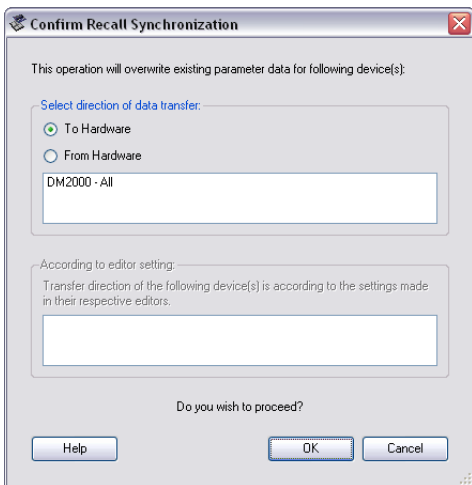 Confirm Recall Synchronization
This operation will overwrite existing parameter data for following device(s):
Select direction of data transfer:
To Hardware
From Hardware
DM2000 - All
According to editor setting:
Transfer direction of the following device(s) is according to the settings made
in their respective editors.
Do you wish to proceed?
Help
OK
Cancel